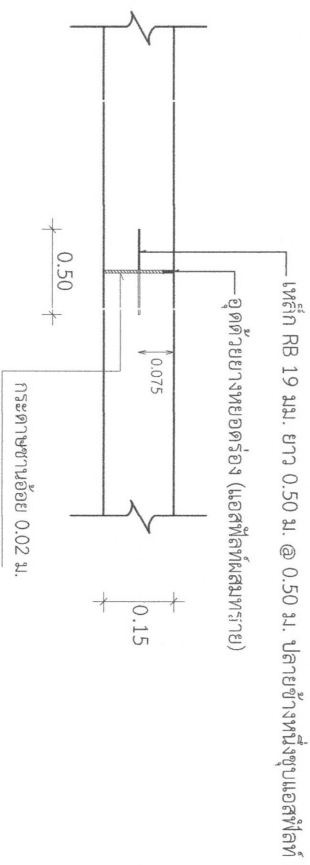 เหล็ก RB 19 มม. ยาว 0.50 ม. @ 0.50 ม. ปลายข้างหนึ่งชุบแอสฟัลท์
อุดด้วยยางหยอดร่อง (แอสฟัลท์ผสมทราย)
0.075
0.15
0.50
กระดาษชานอ้อย 0.02 ม.